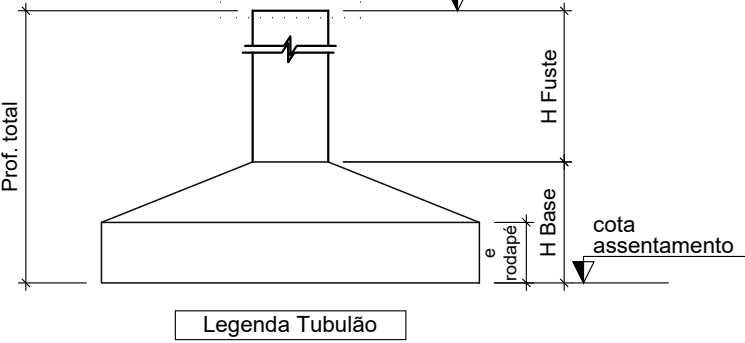 Prof. total
H Fuste
H Base
e
rodapé
cota
assentamento
Legenda Tubulão